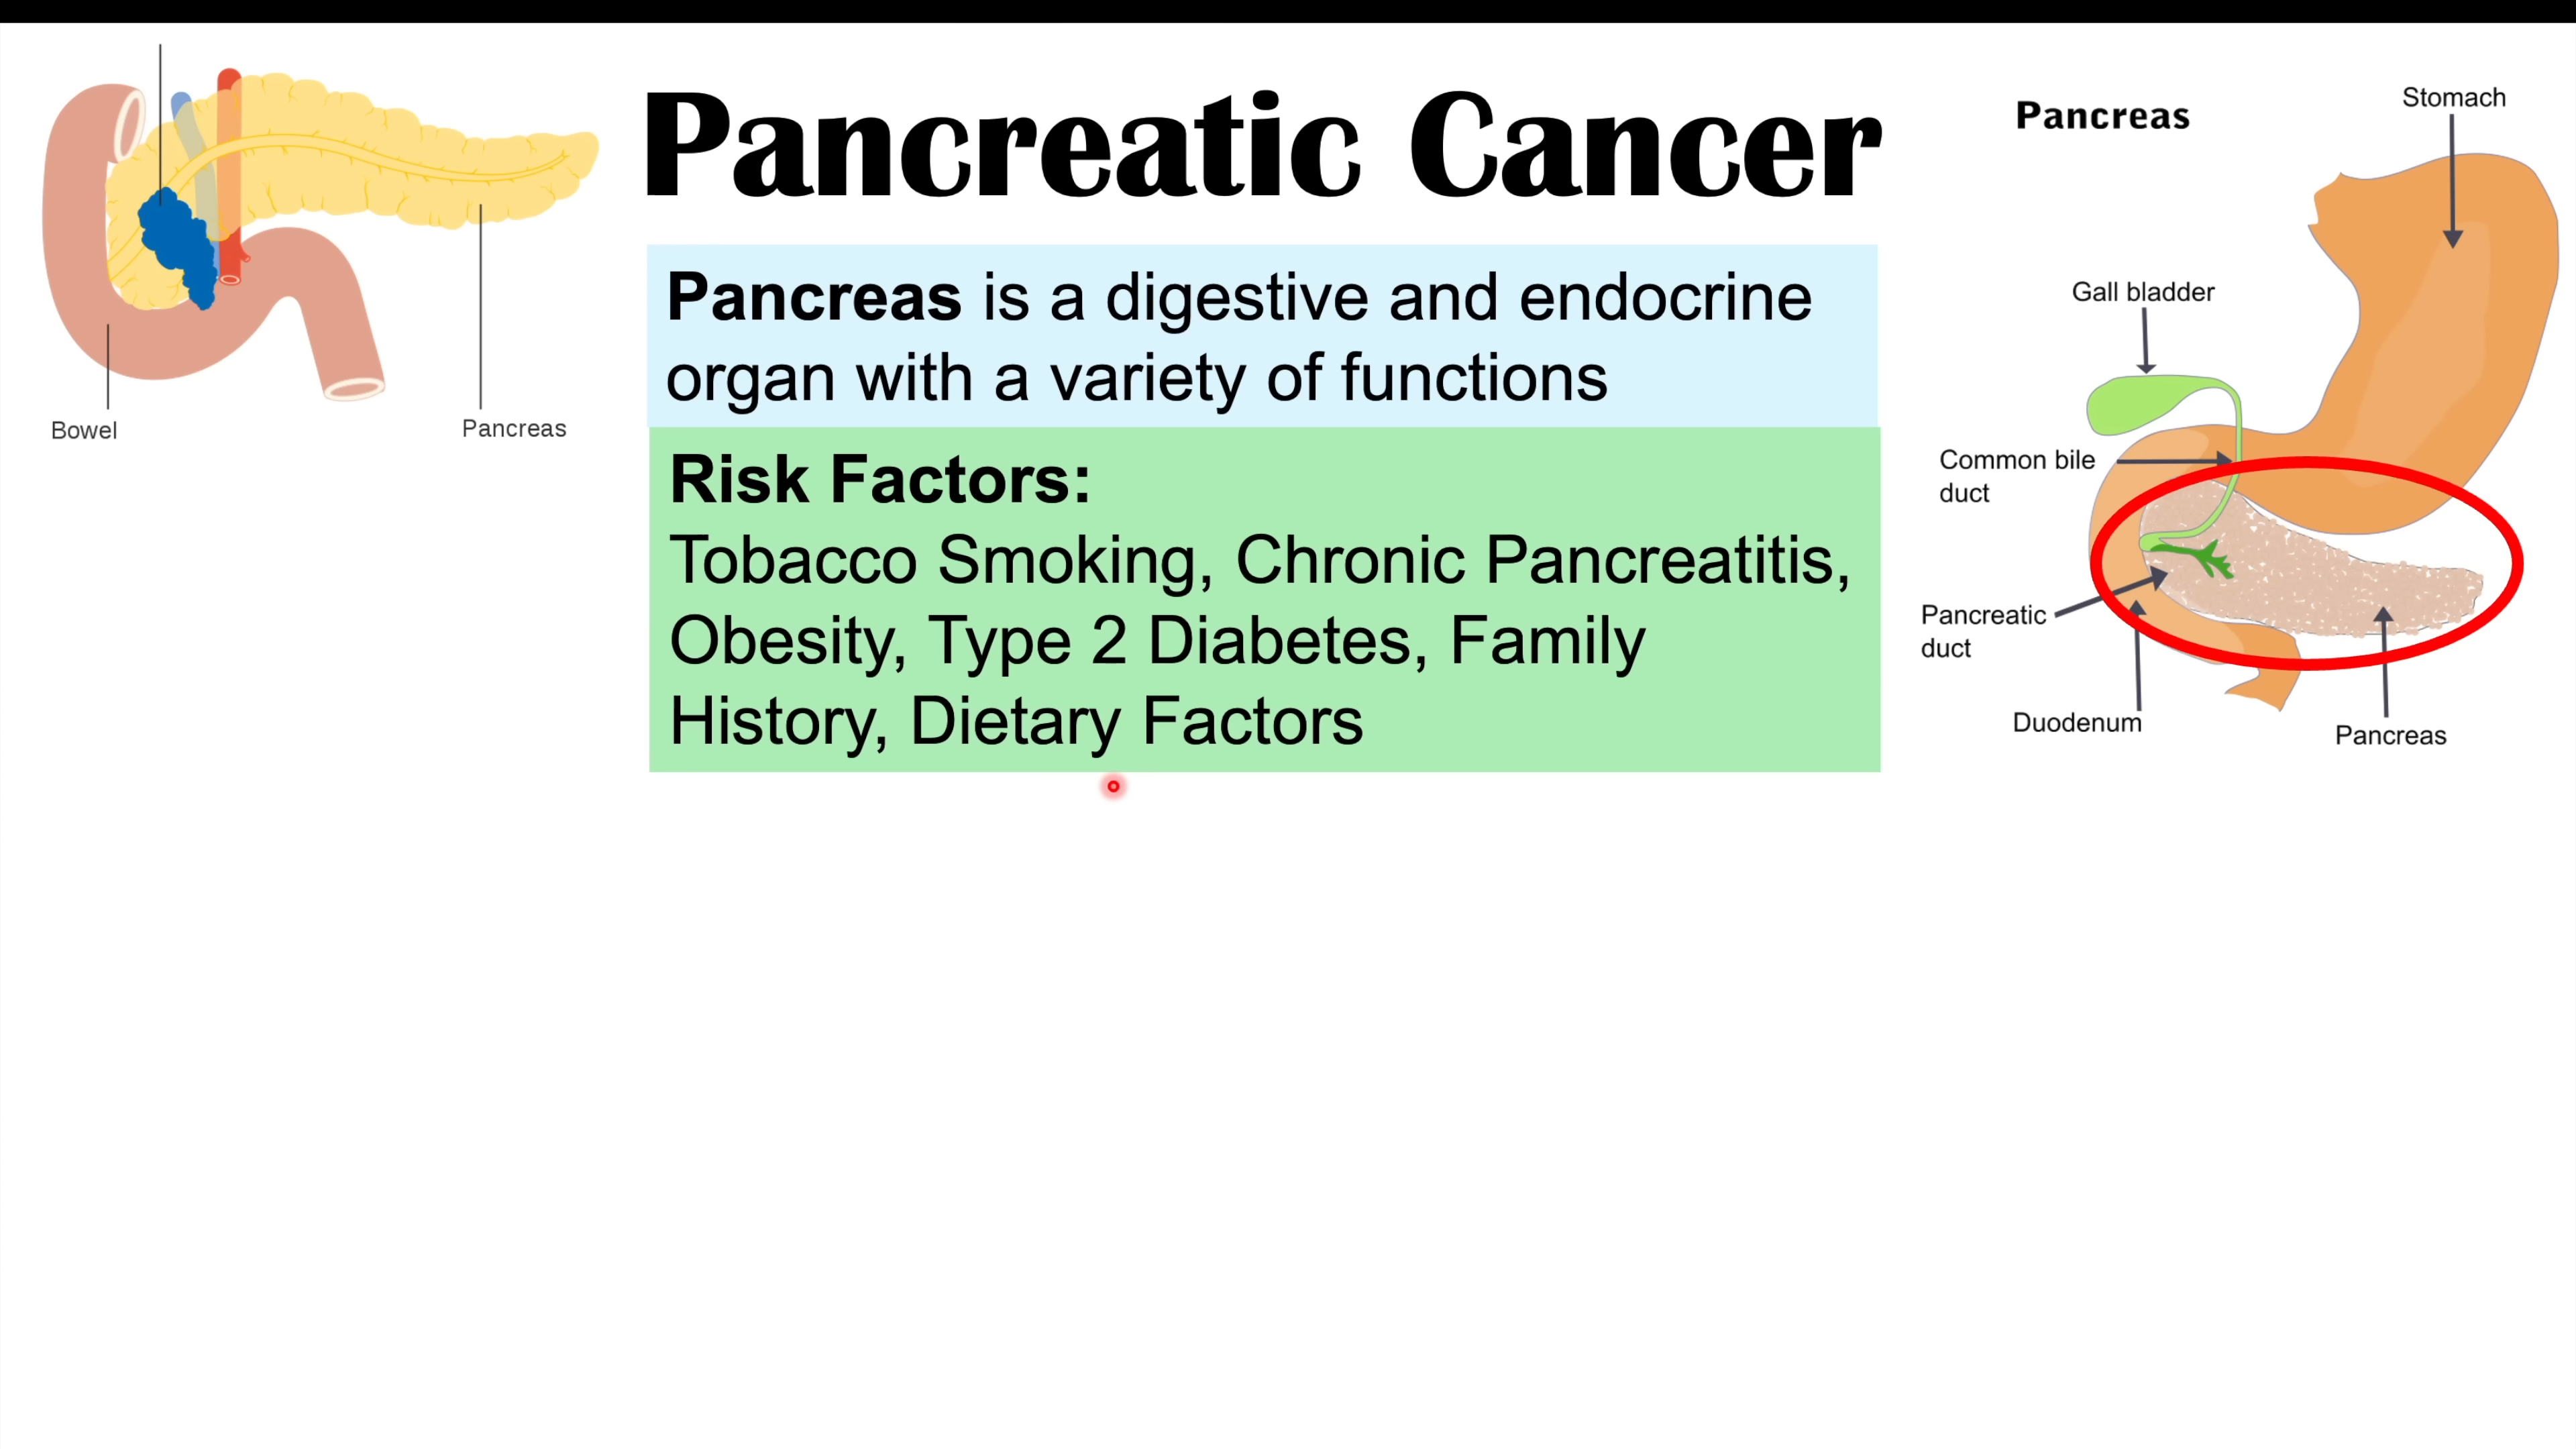 Pancreatic Cancer
Pancreas is a digestive and endocrine
organ with a variety of functions
Risk Factors:
Tobacco Smoking, Chronic Pancreatitis,
Obesity, Type 2 Diabetes, Family
History, Dietary Factors
Bowel
Pancreas
Pancreas
Stomach
Gall bladder
Common bile
duct
Pancreatic
duct
Duodenum
Pancreas